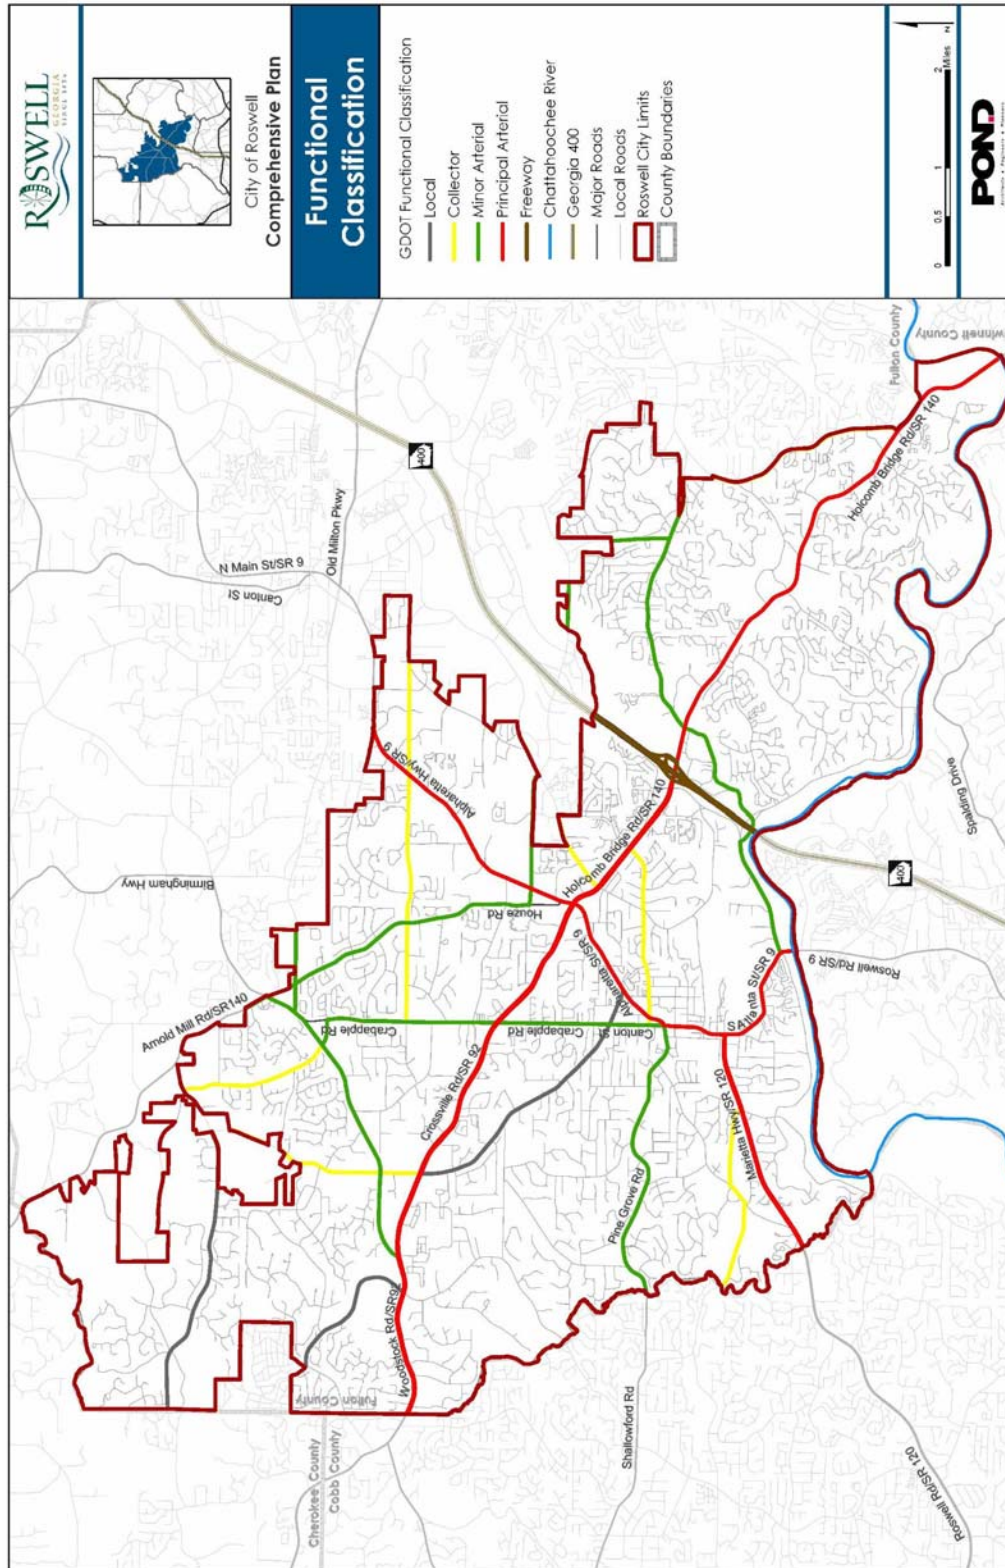 ROSWELL
GEORGIA
City of Roswell
Comprehensive Plan
Functional
Classification
GDOT Functional Classification
Local
Collector
Minor Arterial
Principal Arterial
Freeway
Chattahoochee River
Georgia 400
Major Roads
Local Roads
Roswell City Limits
County Boundaries
0 0.5 1 2
Miles
N
POND
Cherokee County
Cobb County
Fulton County
Woodstock Rd/SR92
Arnold Mill Rd/SR140
Birmingham Hwy
N Main St/SR 9
Canton St
Old Milton Pkwy
400
Crabapple Rd
Houze Rd
Alpharetta Hwy/SR 9
Crossville Rd/SR 92
Crabapple Rd
Canton St
Alpharetta St/SR 9
Holcomb Bridge Rd/SR 140
Shallowford Rd
Pine Grove Rd
Marietta Hwy/SR 120
S Atlanta St/SR 9
Roswell Rd/SR 9
Roswell Rd/SR 120
400
Spalding Drive
Holcomb Bridge Rd/SR 140
Fulton County